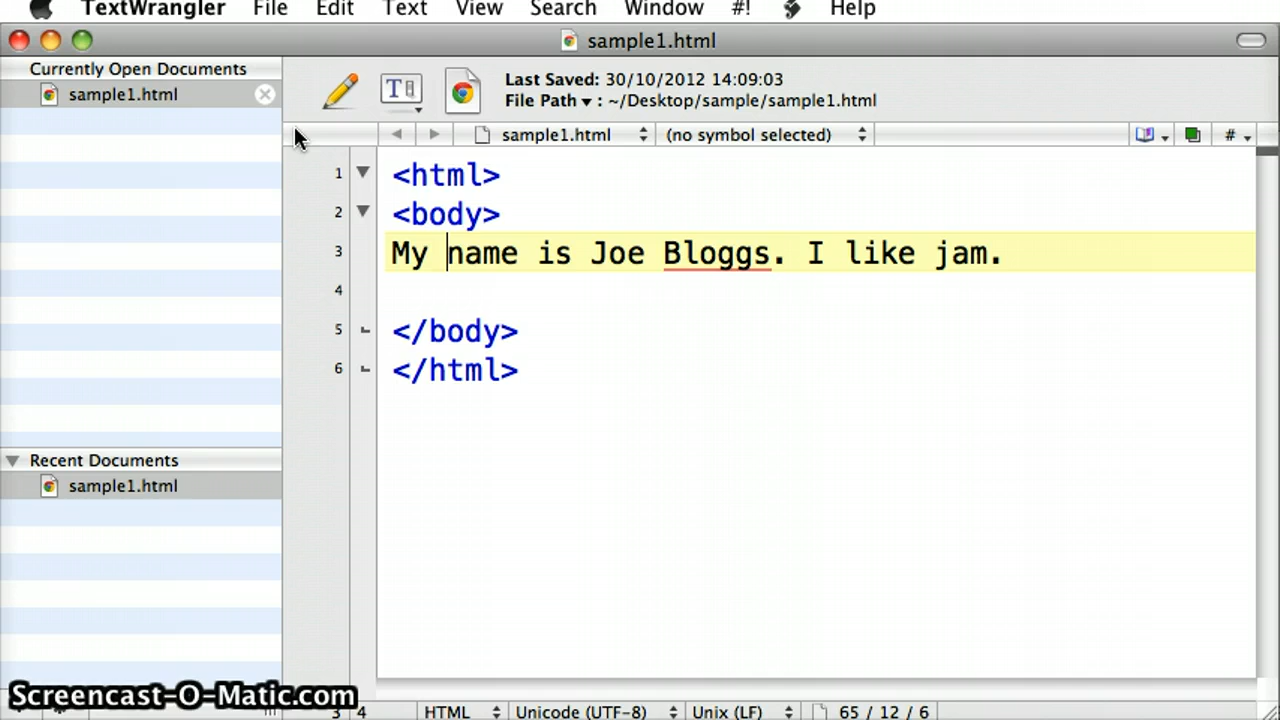 TextWrangler File Edit Text View Search Window #! Help
sample1.html
Currently Open Documents
sample1.html
Last Saved: 30/10/2012 14:09:03
File Path ▾ : ~/Desktop/sample/sample1.html
sample1.html (no symbol selected) #
1 <html>
2 <body>
3 My name is Joe Bloggs. I like jam.
4
5 </body>
6 </html>
Recent Documents
sample1.html
Screencast-O-Matic.com
3 4 HTML Unicode (UTF-8) Unix (LF) 65 / 12 / 6